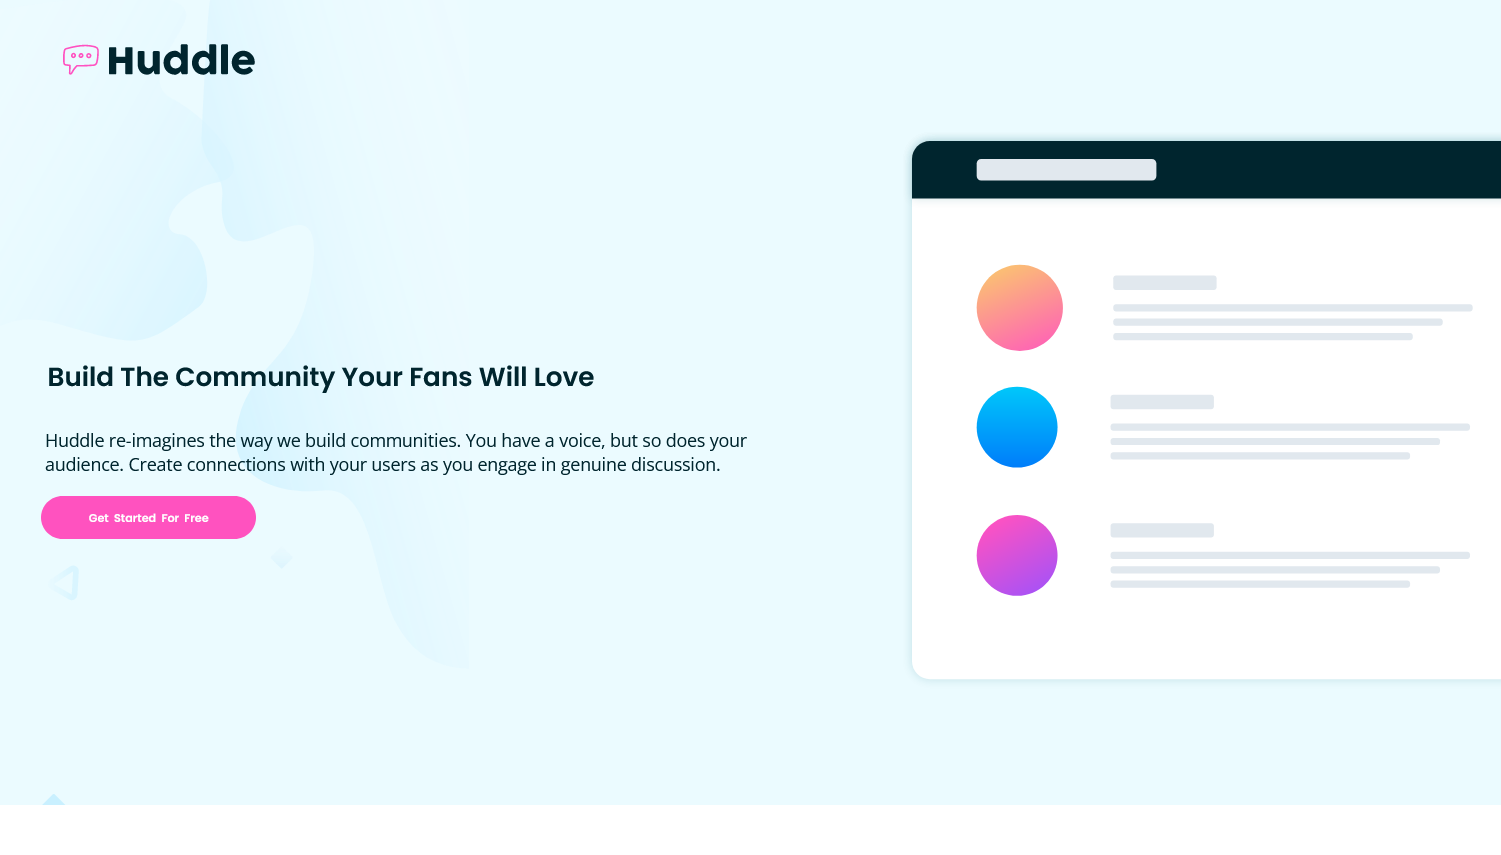 Huddle
Build The Community Your Fans Will Love
Huddle re-imagines the way we build communities. You have a voice, but so does your
audience. Create connections with your users as you engage in genuine discussion.
Get Started For Free